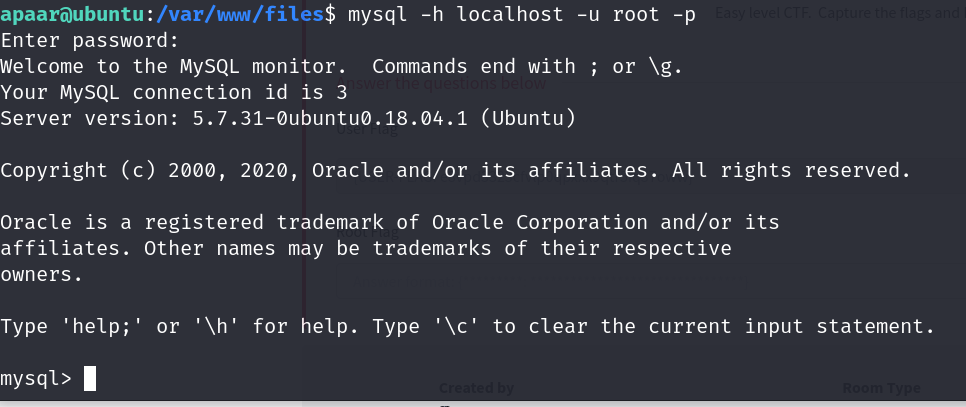 apaar@ubuntu:/var/www/files$ mysql -h localhost -u root -p
Easy level CTF. Capture the flags and
Enter password:
Welcome to the MySQL monitor.  Commands end with ; or \g.
Answer the questions below
Your MySQL connection id is 3
Server version: 5.7.31-0ubuntu0.18.04.1 (Ubuntu)
User Flag
Copyright (c) 2000, 2020, Oracle and/or its affiliates. All rights reserved.
Oracle is a registered trademark of Oracle Corporation and/or its
affiliates. Other names may be trademarks of their respective
owners.
Type 'help;' or '\h' for help. Type '\c' to clear the current input statement.
mysql>
Created by
Room Type